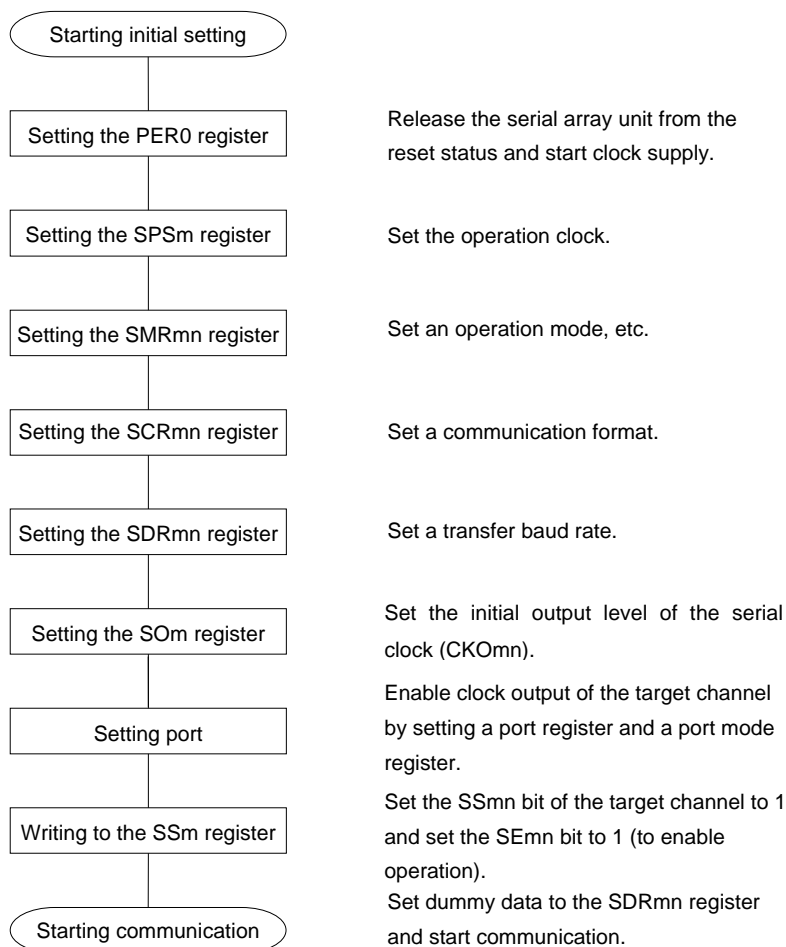 Starting initial setting
Setting the PER0 register
Release the serial array unit from the
reset status and start clock supply.
Setting the SPSm register
Set the operation clock.
Setting the SMRmn register
Set an operation mode, etc.
Setting the SCRmn register
Set a communication format.
Setting the SDRmn register
Set a transfer baud rate.
Setting the SOm register
Set the initial output level of the serial
clock (CKOmn).
Setting port
Enable clock output of the target channel
by setting a port register and a port mode
register.
Writing to the SSm register
Set the SSmn bit of the target channel to 1
and set the SEmn bit to 1 (to enable
operation).
Starting communication
Set dummy data to the SDRmn register
and start communication.